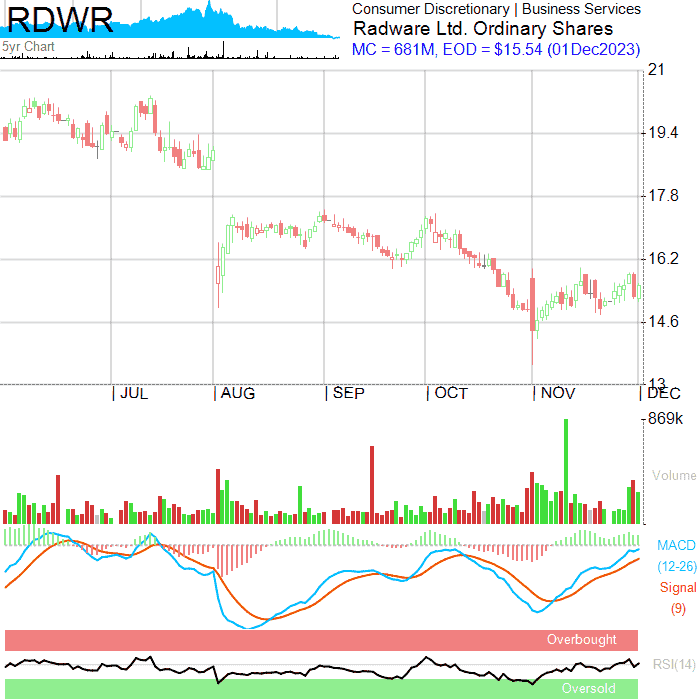 RDWR
Consumer Discretionary | Business Services
Radware Ltd. Ordinary Shares
5yr Chart
MC = 681M, EOD = $15.54 (01Dec2023)
21
19.4
17.8
16.2
14.6
13
JUL AUG SEP OCT NOV DEC
869k
Volume
MACD
(12-26)
Signal
(9)
Overbought
RSI(14)
Oversold